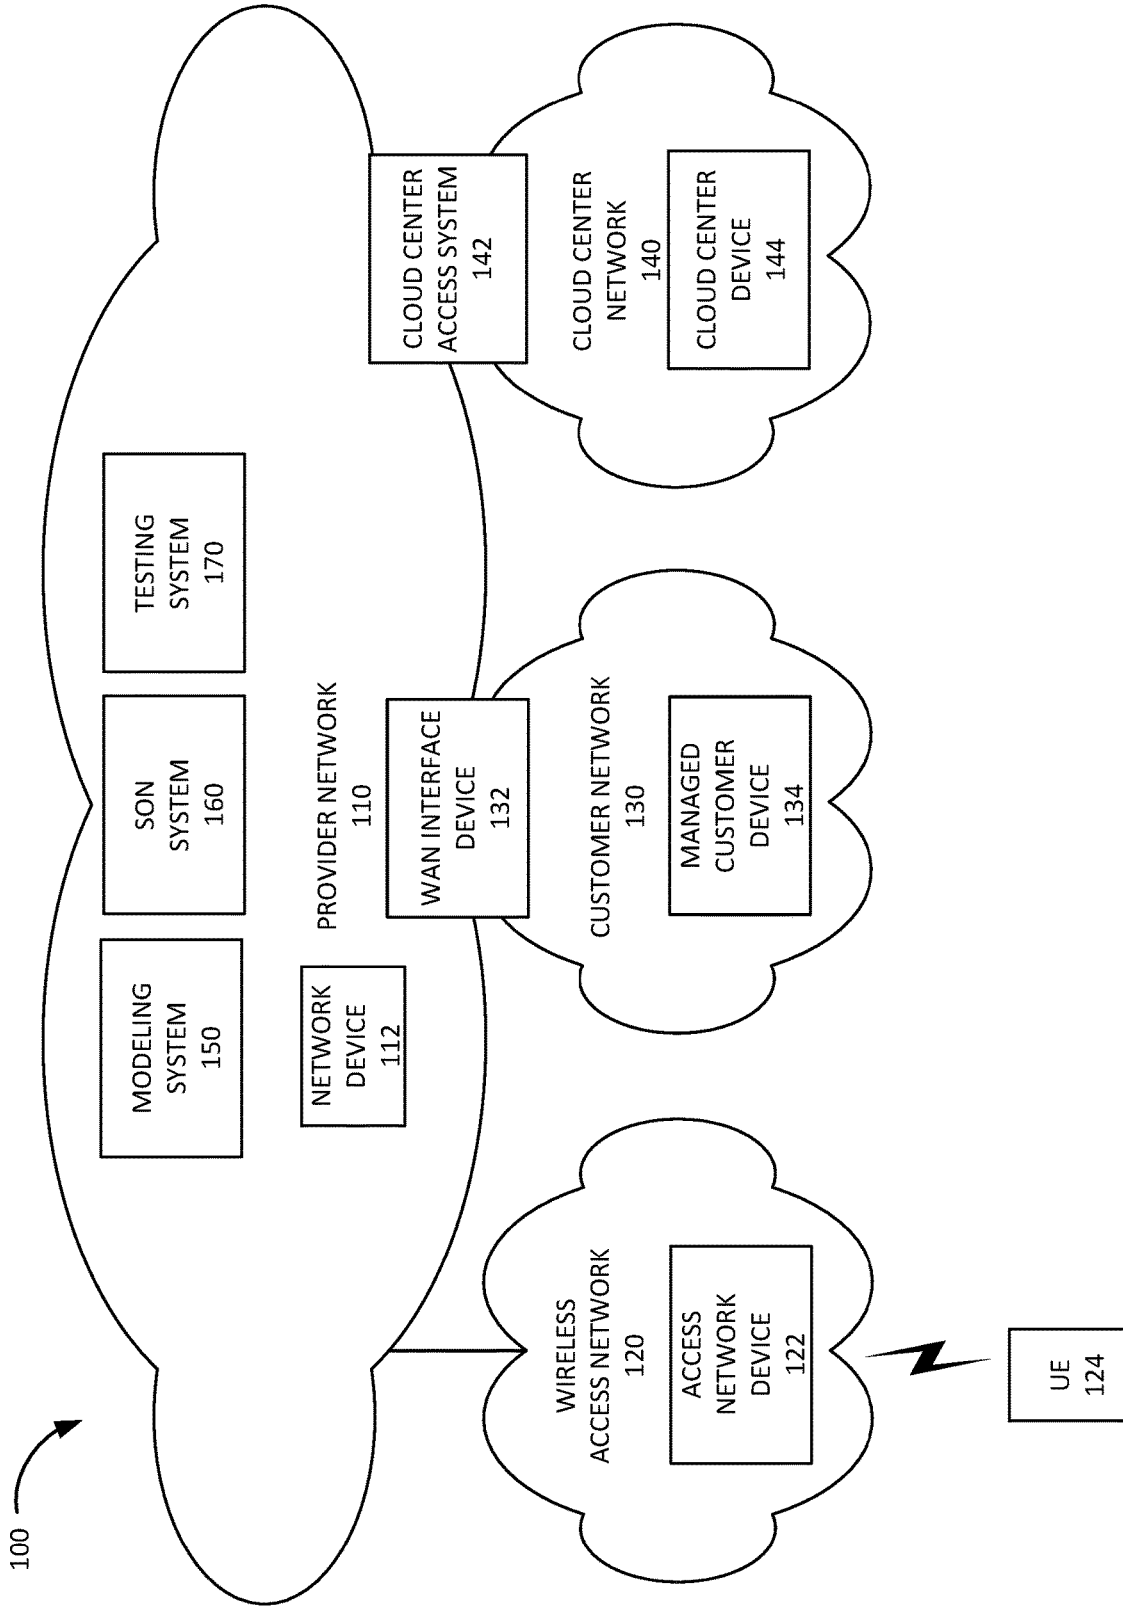 100
MODELING
SYSTEM
150
SON
SYSTEM
160
TESTING
SYSTEM
170
NETWORK
DEVICE
112
PROVIDER NETWORK
110
WAN INTERFACE
DEVICE
132
CLOUD CENTER
ACCESS SYSTEM
142
WIRELESS
ACCESS NETWORK
120
ACCESS
NETWORK
DEVICE
122
CUSTOMER NETWORK
130
MANAGED
CUSTOMER
DEVICE
134
CLOUD CENTER
NETWORK
140
CLOUD CENTER
DEVICE
144
UE
124